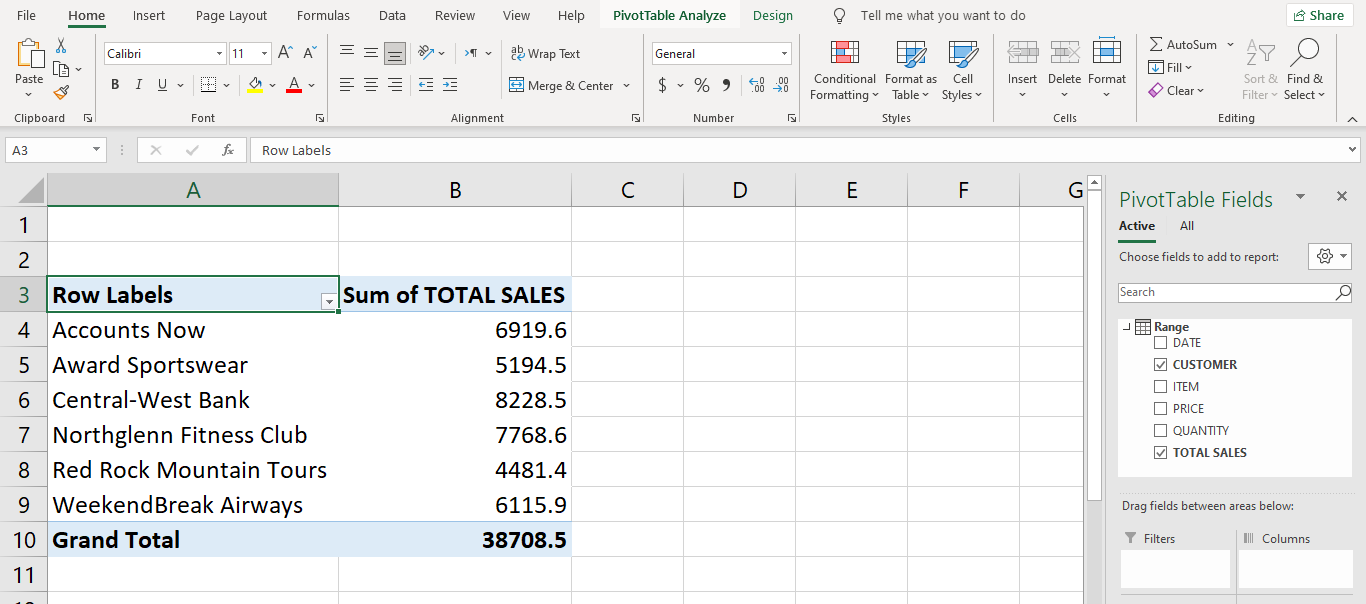 File Home Insert Page Layout Formulas Data Review View Help PivotTable Analyze Design Tell me what you want to do Share
Calibri 11 A^ A˅ ab Wrap Text General AutoSum
Paste Conditional Format as Cell Insert Delete Format Fill Sort & Find &
B I U A Merge & Center $ % 9 Formatting Table Styles Clear Filter Select
Clipboard Font Alignment Number Styles Cells Editing
A3 fx Row Labels
A B C D E F G
1
2
3 Row Labels Sum of TOTAL SALES
4 Accounts Now 6919.6
5 Award Sportswear 5194.5
6 Central-West Bank 8228.5
7 Northglenn Fitness Club 7768.6
8 Red Rock Mountain Tours 4481.4
9 WeekendBreak Airways 6115.9
10 Grand Total 38708.5
11
PivotTable Fields
Active All
Choose fields to add to report:
Search
Range
DATE
CUSTOMER
ITEM
PRICE
QUANTITY
TOTAL SALES
Drag fields between areas below:
Filters Columns